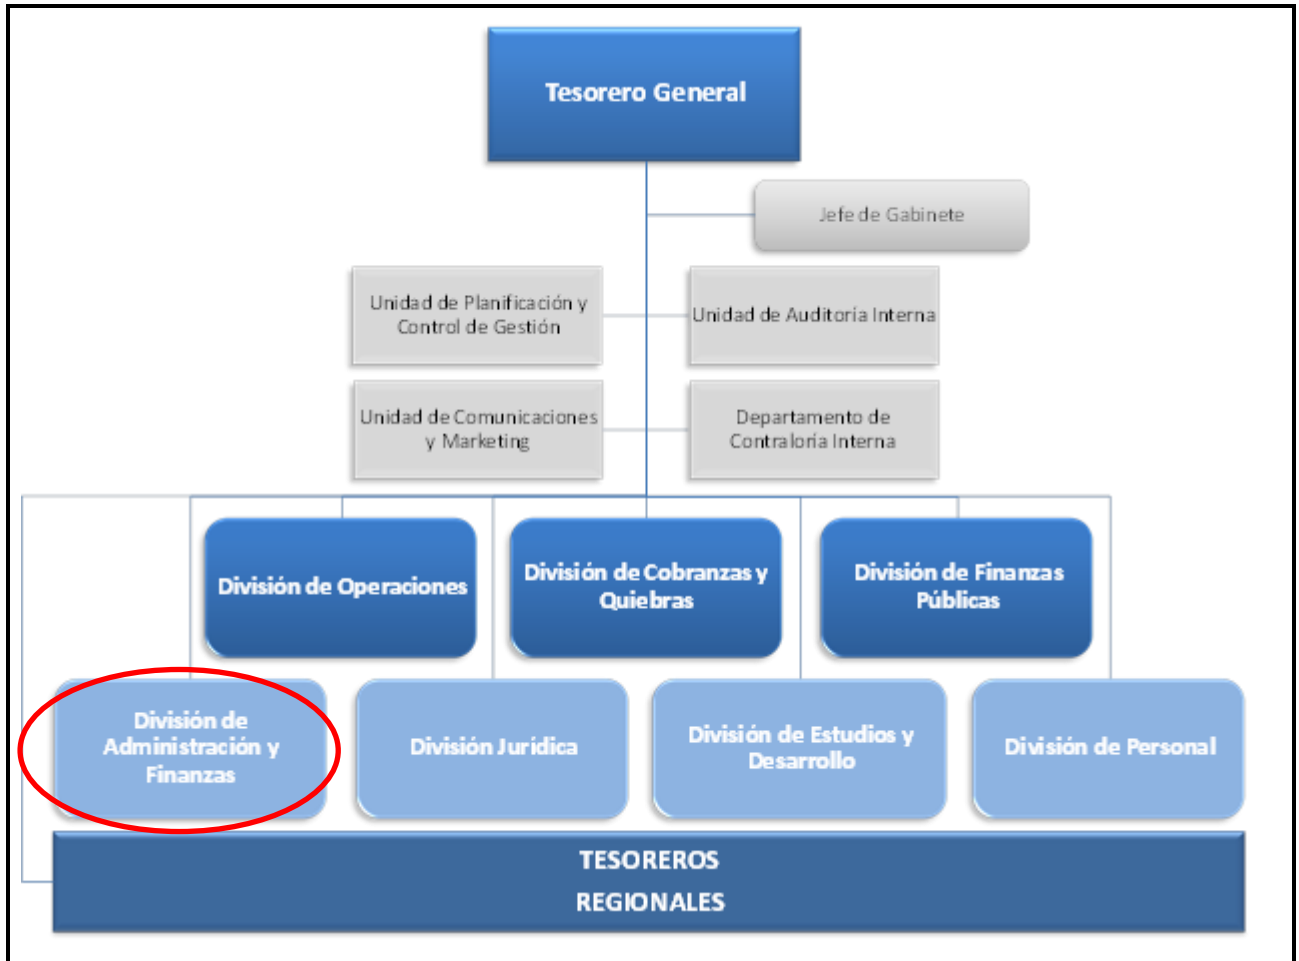 Tesorero General
Jefe de Gabinete
Unidad de Planificación y
Control de Gestión
Unidad de Auditoría Interna
Unidad de Comunicaciones
y Marketing
Departamento de
Contraloría Interna
División de Operaciones
División de Cobranzas y
Quiebras
División de Finanzas
Públicas
División de
Administración y
Finanzas
División Jurídica
División de Estudios y
Desarrollo
División de Personal
TESOREROS
REGIONALES